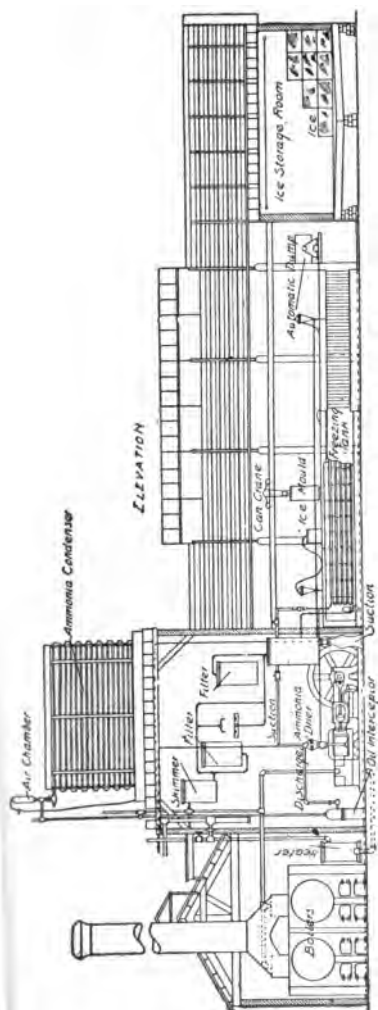 Air Chamber
Ammonia Condenser
ELEVATION
Ice Storage Room
Ice
Skimmer
Filter
Filter
Can Crane
Ice Mould
Automatic Dump
Freezing
Tank
Suction
Discharge
Ammonia
Drier
Heater
Boilers
Oil Interceptor
Suction